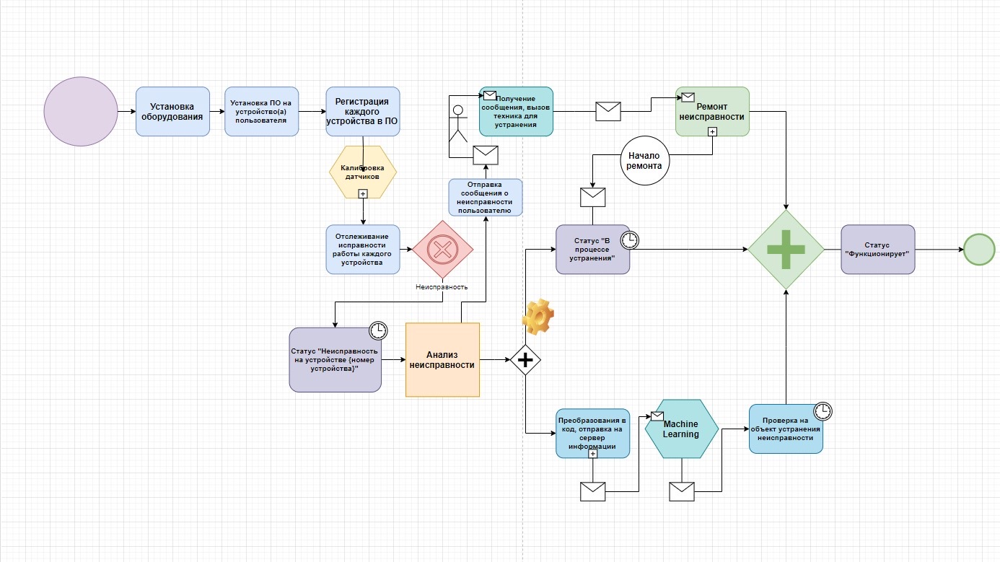 Установка
оборудования
Установка ПО на
устройство(а)
пользователя
Регистрация
каждого
устройства в ПО
Получение
сообщения, вызов
техника для
устранения
Ремонт
неисправности
Начало
ремонта
Калибровка
датчиков
Отправка
сообщения о
неисправности
пользователю
Отслеживание
исправности
работы каждого
устройства
Неисправность
Статус "В
процессе
устранения"
Статус
"Функционирует"
Статус "Неисправность
на устройстве {номер
устройства}"
Анализ
неисправности
Преобразования в
код, отправка на
сервер
информации
Machine
Learning
Проверка на
объект устранения
неисправности